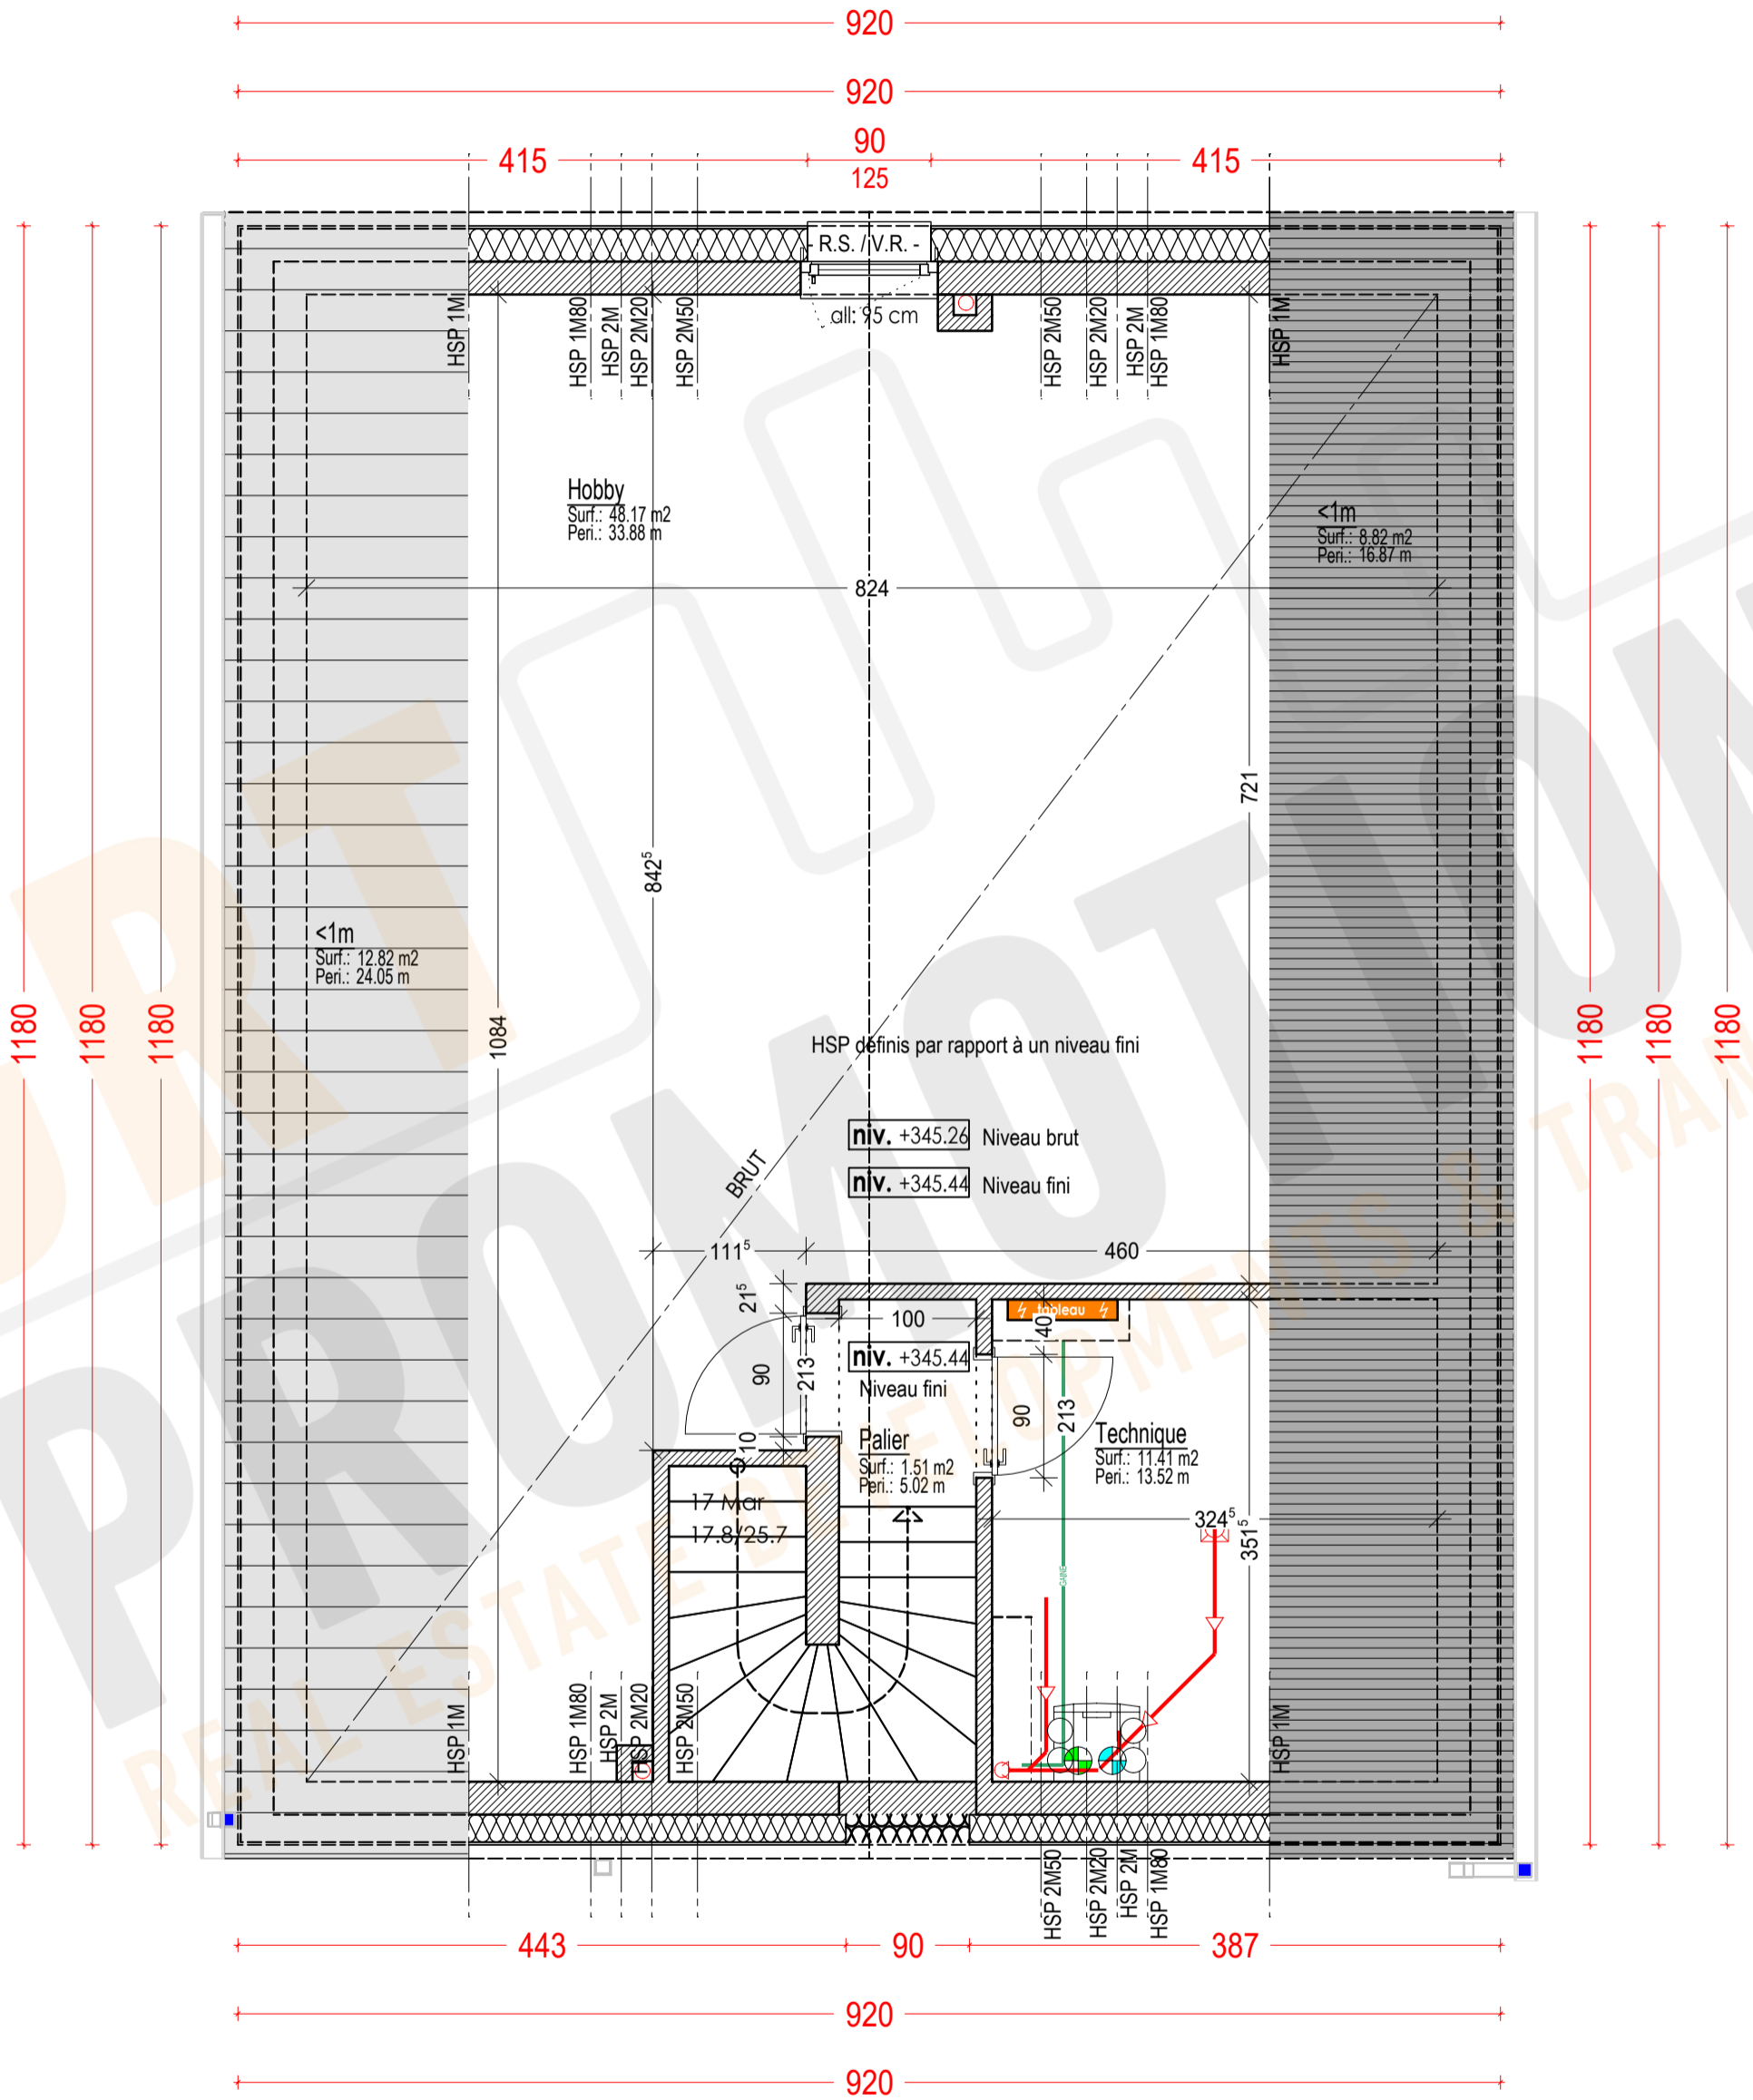 920
920
90
415
415
125
R.S. / V.R. -
all: 95 cm
HSP 1M
HSP 1M80
HSP 2M
HSP 2M20
HSP 2M50
HSP 2M50
HSP 2M20
HSP 2M
HSP 1M80
HSP 1M
Hobby
Surf.: 48.17 m2
Peri.: 33.88 m
<1m
Surf.: 8.82 m2
Peri.: 16.87 m
824
721
842⁵
<1m
Surf.: 12.82 m2
Peri.: 24.05 m
1180
1180
1180
1084
1180
1180
1180
HSP définis par rapport à un niveau fini
niv. +345.26 Niveau brut
niv. +345.44 Niveau fini
BRUT
111⁵
460
21⁵
100
tableau
40
niv. +345.44
Niveau fini
90
213
90
213
10
Palier
Surf.: 1.51 m2
Peri.: 5.02 m
Technique
Surf.: 11.41 m2
Peri.: 13.52 m
17 Mar
17.8/25.7
324⁵
351⁵
HSP 1M
HSP 1M80
HSP 2M
HSP 2M20
HSP 2M50
HSP 1M
HSP 2M50
HSP 2M20
HSP 2M
HSP 1M80
443
90
387
920
920
PROMOTION
REAL ESTATE DEVELOPMENTS & TRAN